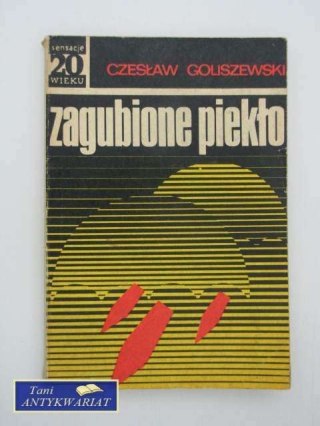 sensacje
20
WIEKU
CZESŁAW GOLISZEWSKI
zagubione piekło
Tani
ANTYKWARIAT